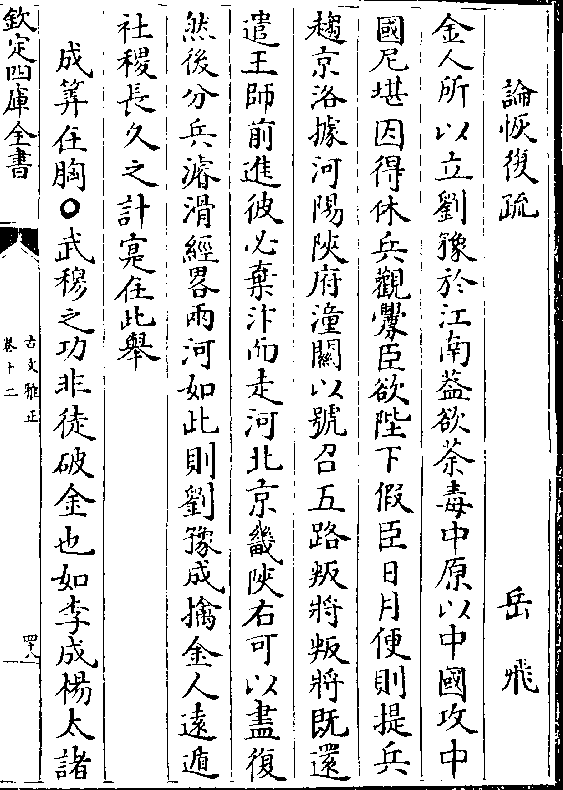 論恢復疏
岳飛
金人所以立劉豫於江南葢欲荼毒中原以中國攻中
國尼堪因得休兵觀釁臣欲陛下假臣日月便則提兵
趨京洛據河陽陝府潼關以號召五路叛將叛將既還
遣王師前進彼必棄汴而走河北京畿陝右可以盡復
然後分兵濬滑經畧兩河如此則劉豫成擒金人遠遁
社稷長久之計寔在此舉
成算在胸○武穆之功非徒破金也如李成楊太諸
欽定四庫全書
古文雅正
卷十二
四十八